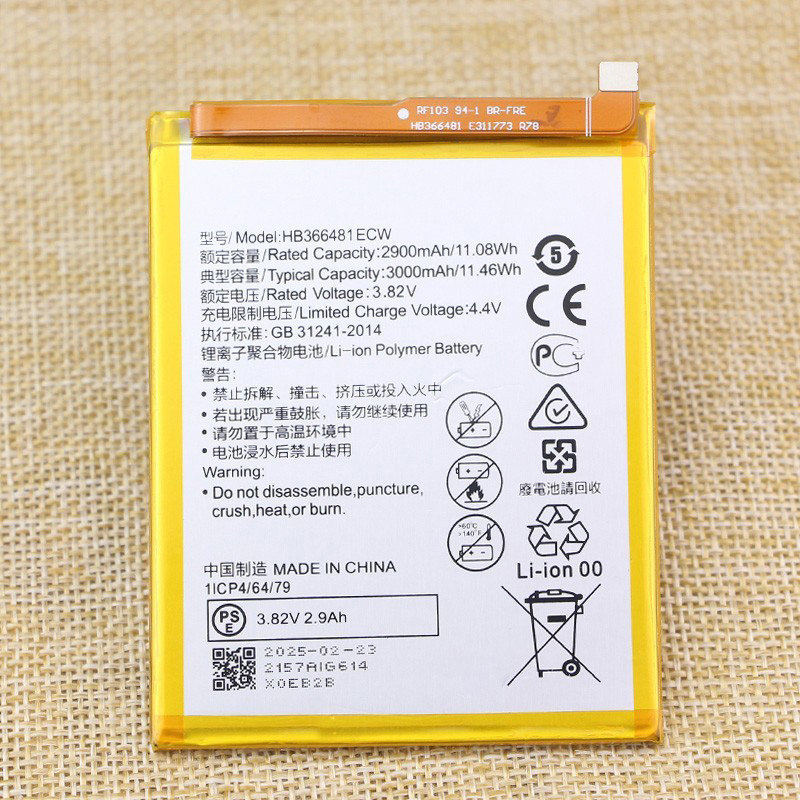 RF103 94-1 BR-FRE
HB366481 E311773 R78
型号/Model:HB366481ECW
额定容量/Rated Capacity:2900mAh/11.08Wh
典型容量/Typical Capacity:3000mAh/11.46Wh
额定电压/Rated Voltage:3.82V
充电限制电压/Limited Charge Voltage:4.4V
执行标准:GB 31241-2014
锂离子聚合物电池/Li-ion Polymer Battery
警告:
•禁止拆解、撞击、挤压或投入火中
•若出现严重鼓胀，请勿继续使用
•请勿置于高温环境中
•电池浸水后禁止使用
Warning:
•Do not disassemble,puncture,
crush,heat,or burn.
5
CE
PC
廢電池請回收
>60℃
>140℉
Li-ion 00
中国制造 MADE IN CHINA
1ICP4/64/79
PS
E
3.82V 2.9Ah
2025-02-23
2157AIG614
X0EB2B